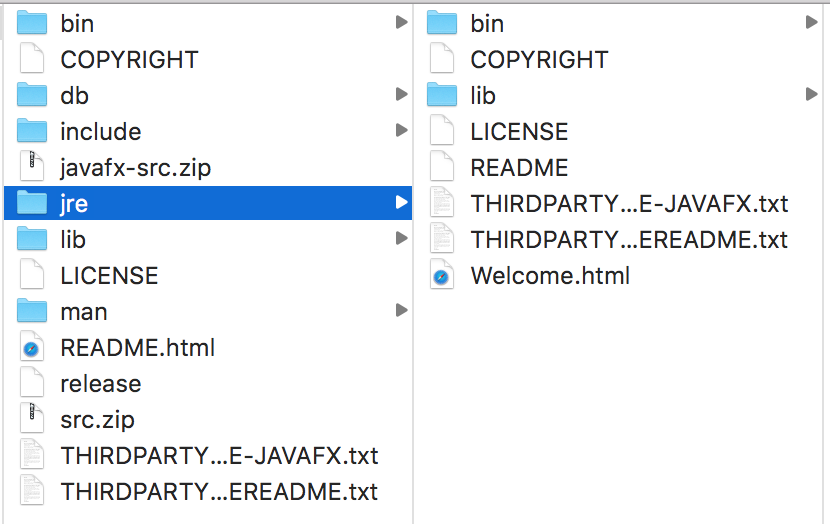 bin
COPYRIGHT
db
include
javafx-src.zip
jre
lib
LICENSE
man
README.html
release
src.zip
THIRDPARTY...E-JAVAFX.txt
THIRDPARTY...EREADME.txt
bin
COPYRIGHT
lib
LICENSE
README
THIRDPARTY...E-JAVAFX.txt
THIRDPARTY...EREADME.txt
Welcome.html